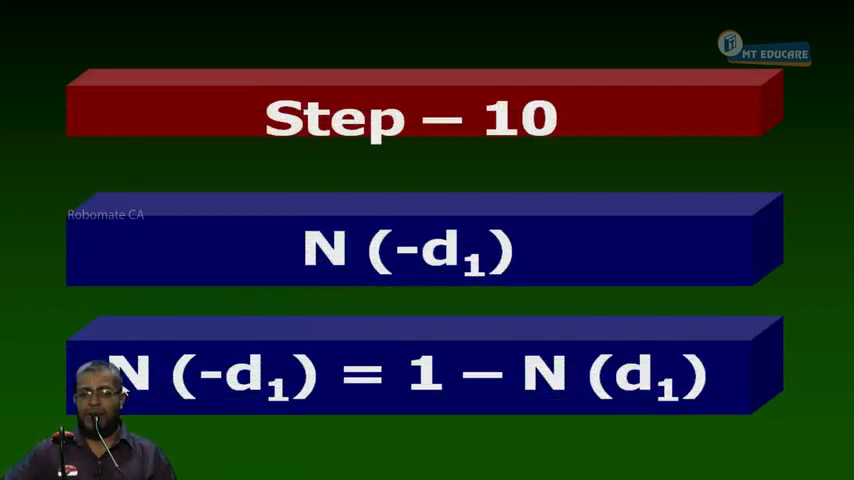 MT EDUCARE
Step – 10
Robomate CA
N (-d₁)
N (-d₁) = 1 – N (d₁)